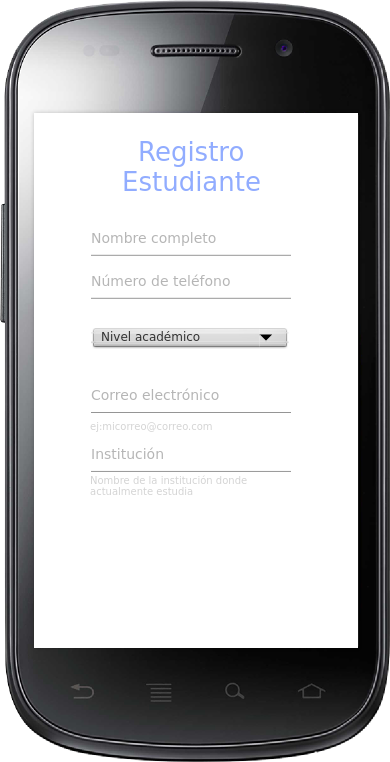 Registro
Estudiante
Nombre completo
Número de teléfono
Nivel académico
Correo electrónico
ej:micorreo@correo.com
Institución
Nombre de la institución donde
actualmente estudia